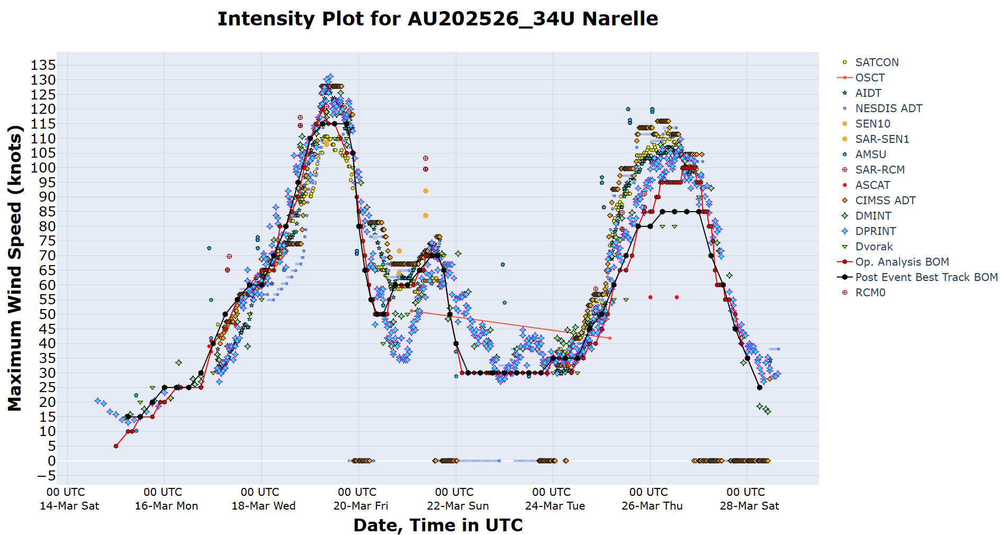 Intensity Plot for AU202526_34U Narelle
Maximum Wind Speed (knots)
135
130
125
120
115
110
105
100
95
90
85
80
75
70
65
60
55
50
45
40
35
30
25
20
15
10
5
0
−5
00 UTC
14-Mar Sat
00 UTC
16-Mar Mon
00 UTC
18-Mar Wed
00 UTC
20-Mar Fri
00 UTC
22-Mar Sun
00 UTC
24-Mar Tue
00 UTC
26-Mar Thu
00 UTC
28-Mar Sat
Date, Time in UTC
SATCON
OSCT
AIDT
NESDIS ADT
SEN10
SAR-SEN1
AMSU
SAR-RCM
ASCAT
CIMSS ADT
DMINT
DPRINT
Dvorak
Op. Analysis BOM
Post Event Best Track BOM
RCM0